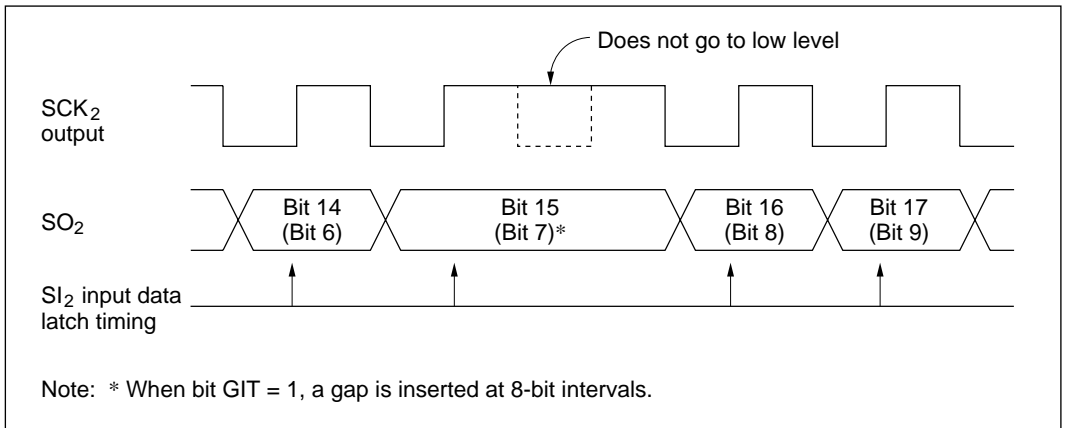 Does not go to low level
SCK2
output
SO2
Bit 14
(Bit 6)
Bit 15
(Bit 7)*
Bit 16
(Bit 8)
Bit 17
(Bit 9)
SI2 input data
latch timing
Note: * When bit GIT = 1, a gap is inserted at 8-bit intervals.